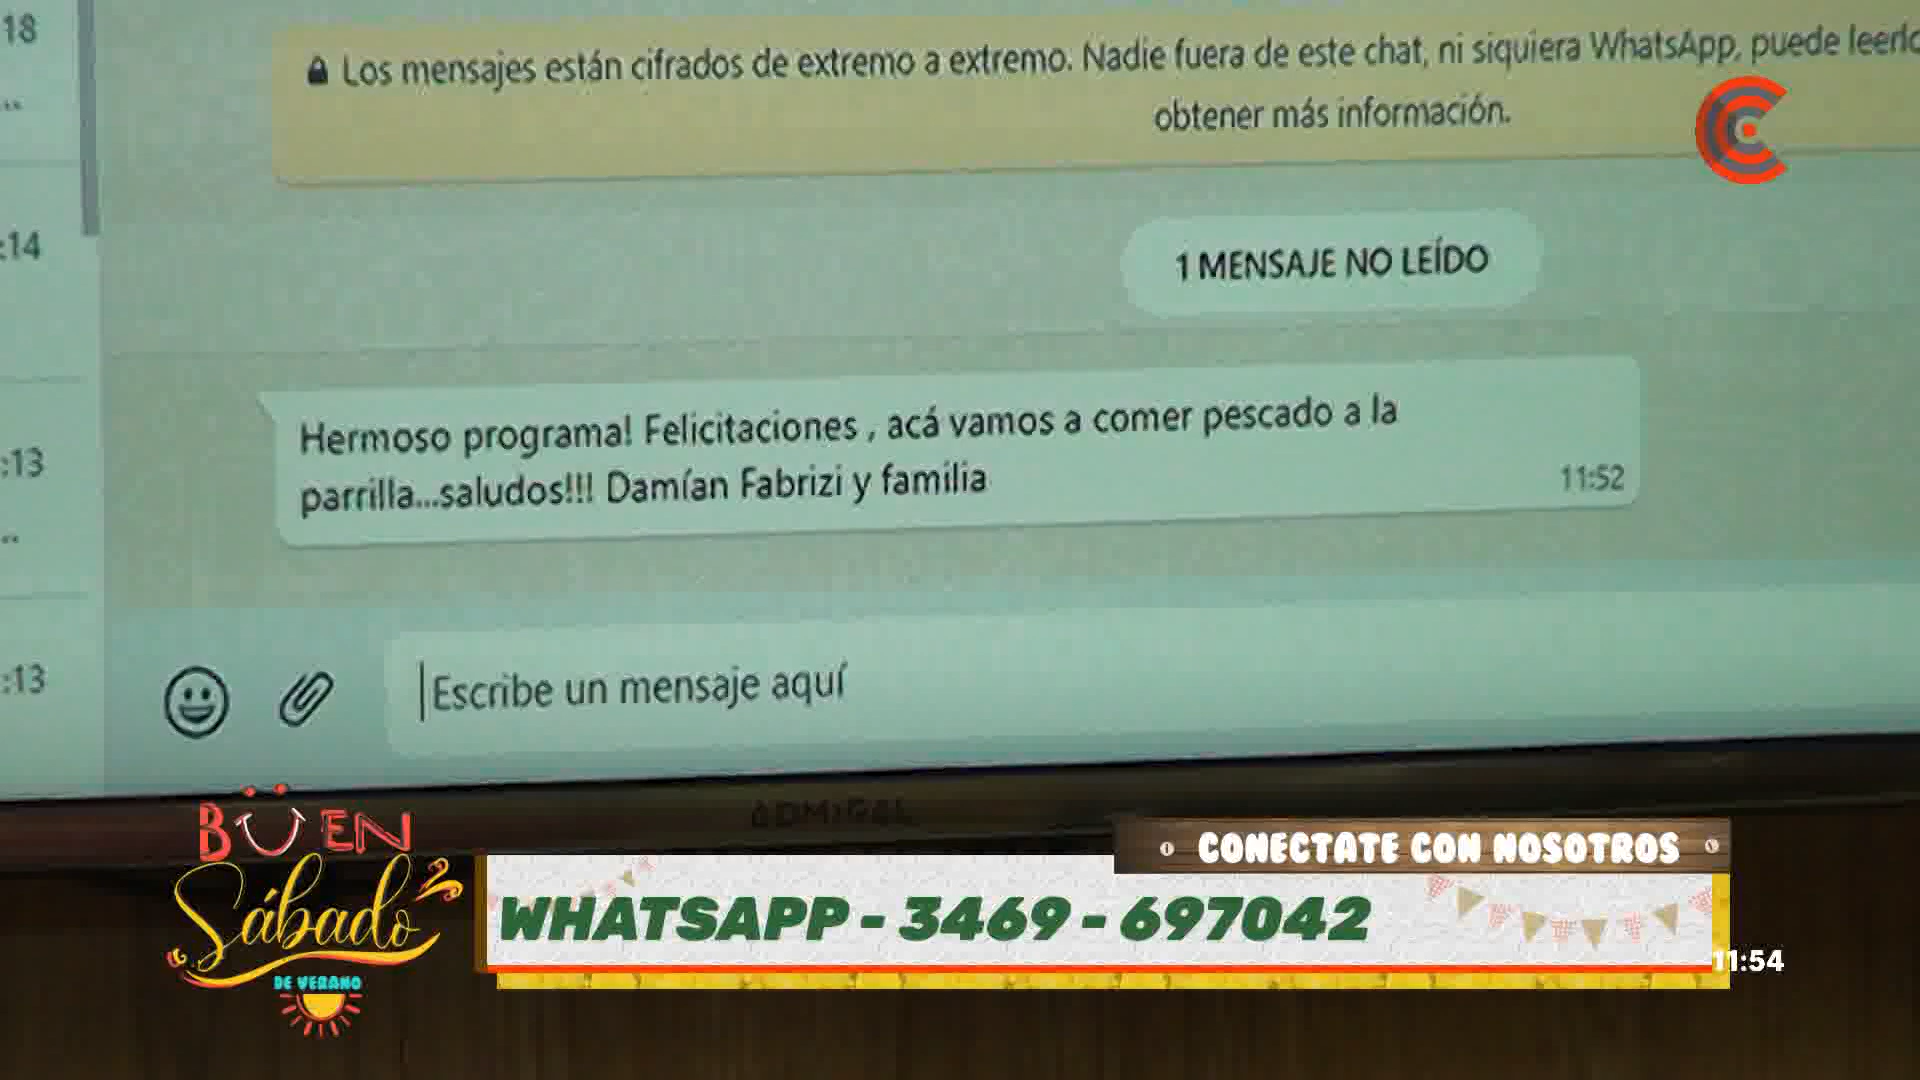 18
🔒 Los mensajes están cifrados de extremo a extremo. Nadie fuera de este chat, ni siquiera WhatsApp, puede
obtener más información.
1 MENSAJE NO LEÍDO
:14
Hermoso programa! Felicitaciones , acá vamos a comer pescado a la
parrilla...saludos!!! Damían Fabrizi y familia
11:52
:13
Escribe un mensaje aquí
:13
ADMIRAL
BUEN
Sábado
DE VERANO
CONECTATE CON NOSOTROS
WHATSAPP - 3469 - 697042
11:54